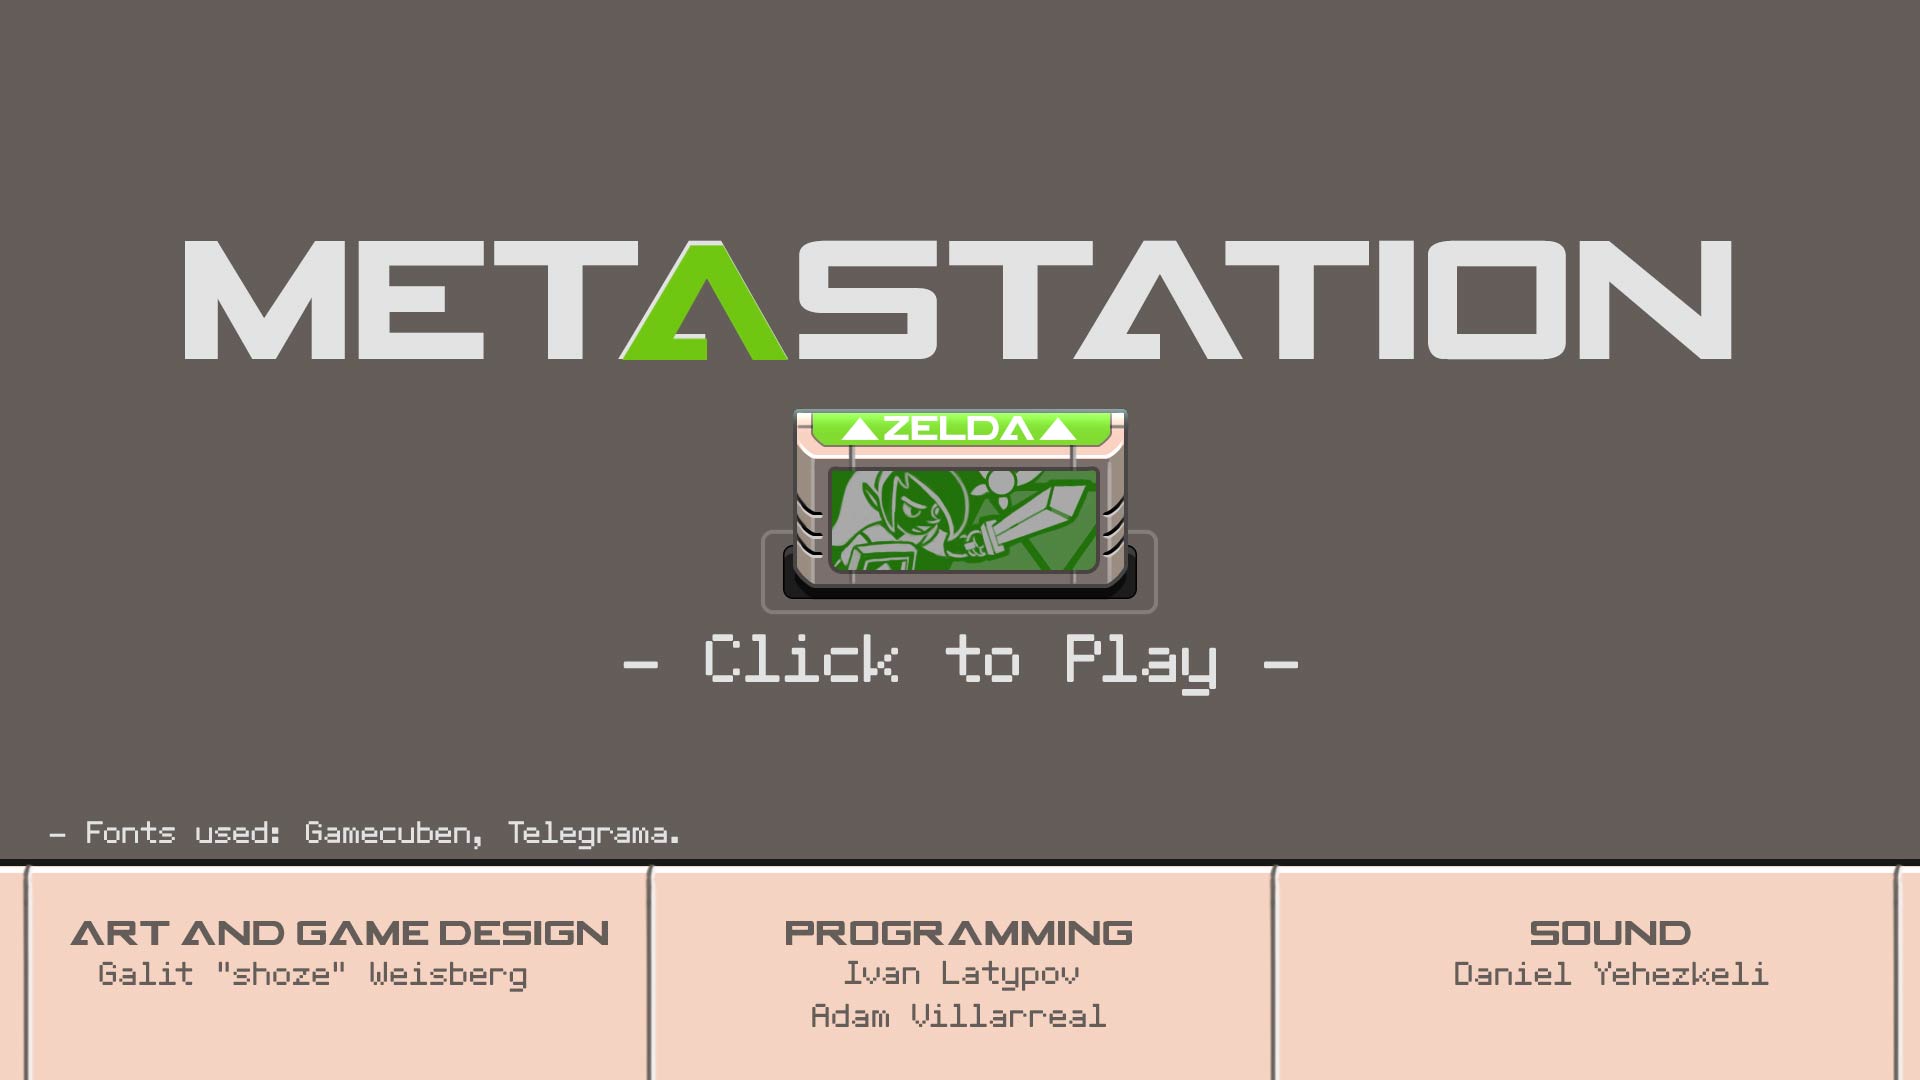 METASTATION
ZELDA
- Click to Play -
- Fonts used: Gamecuben, Telegrama.
ART AND GAME DESIGN
Galit "shoze" Weisberg
PROGRAMMING
Ivan Latypov
Adam Villarreal
SOUND
Daniel Yehezkeli